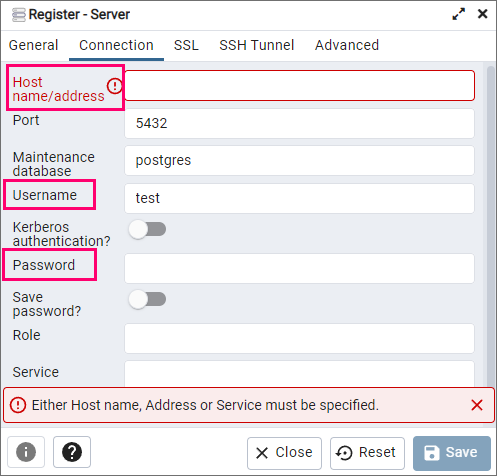 Register - Server
General Connection SSL SSH Tunnel Advanced
Host
name/address
Port 5432
Maintenance
database postgres
Username test
Kerberos
authentication?
Password
Save
password?
Role
Service
Either Host name, Address or Service must be specified.
Close Reset Save